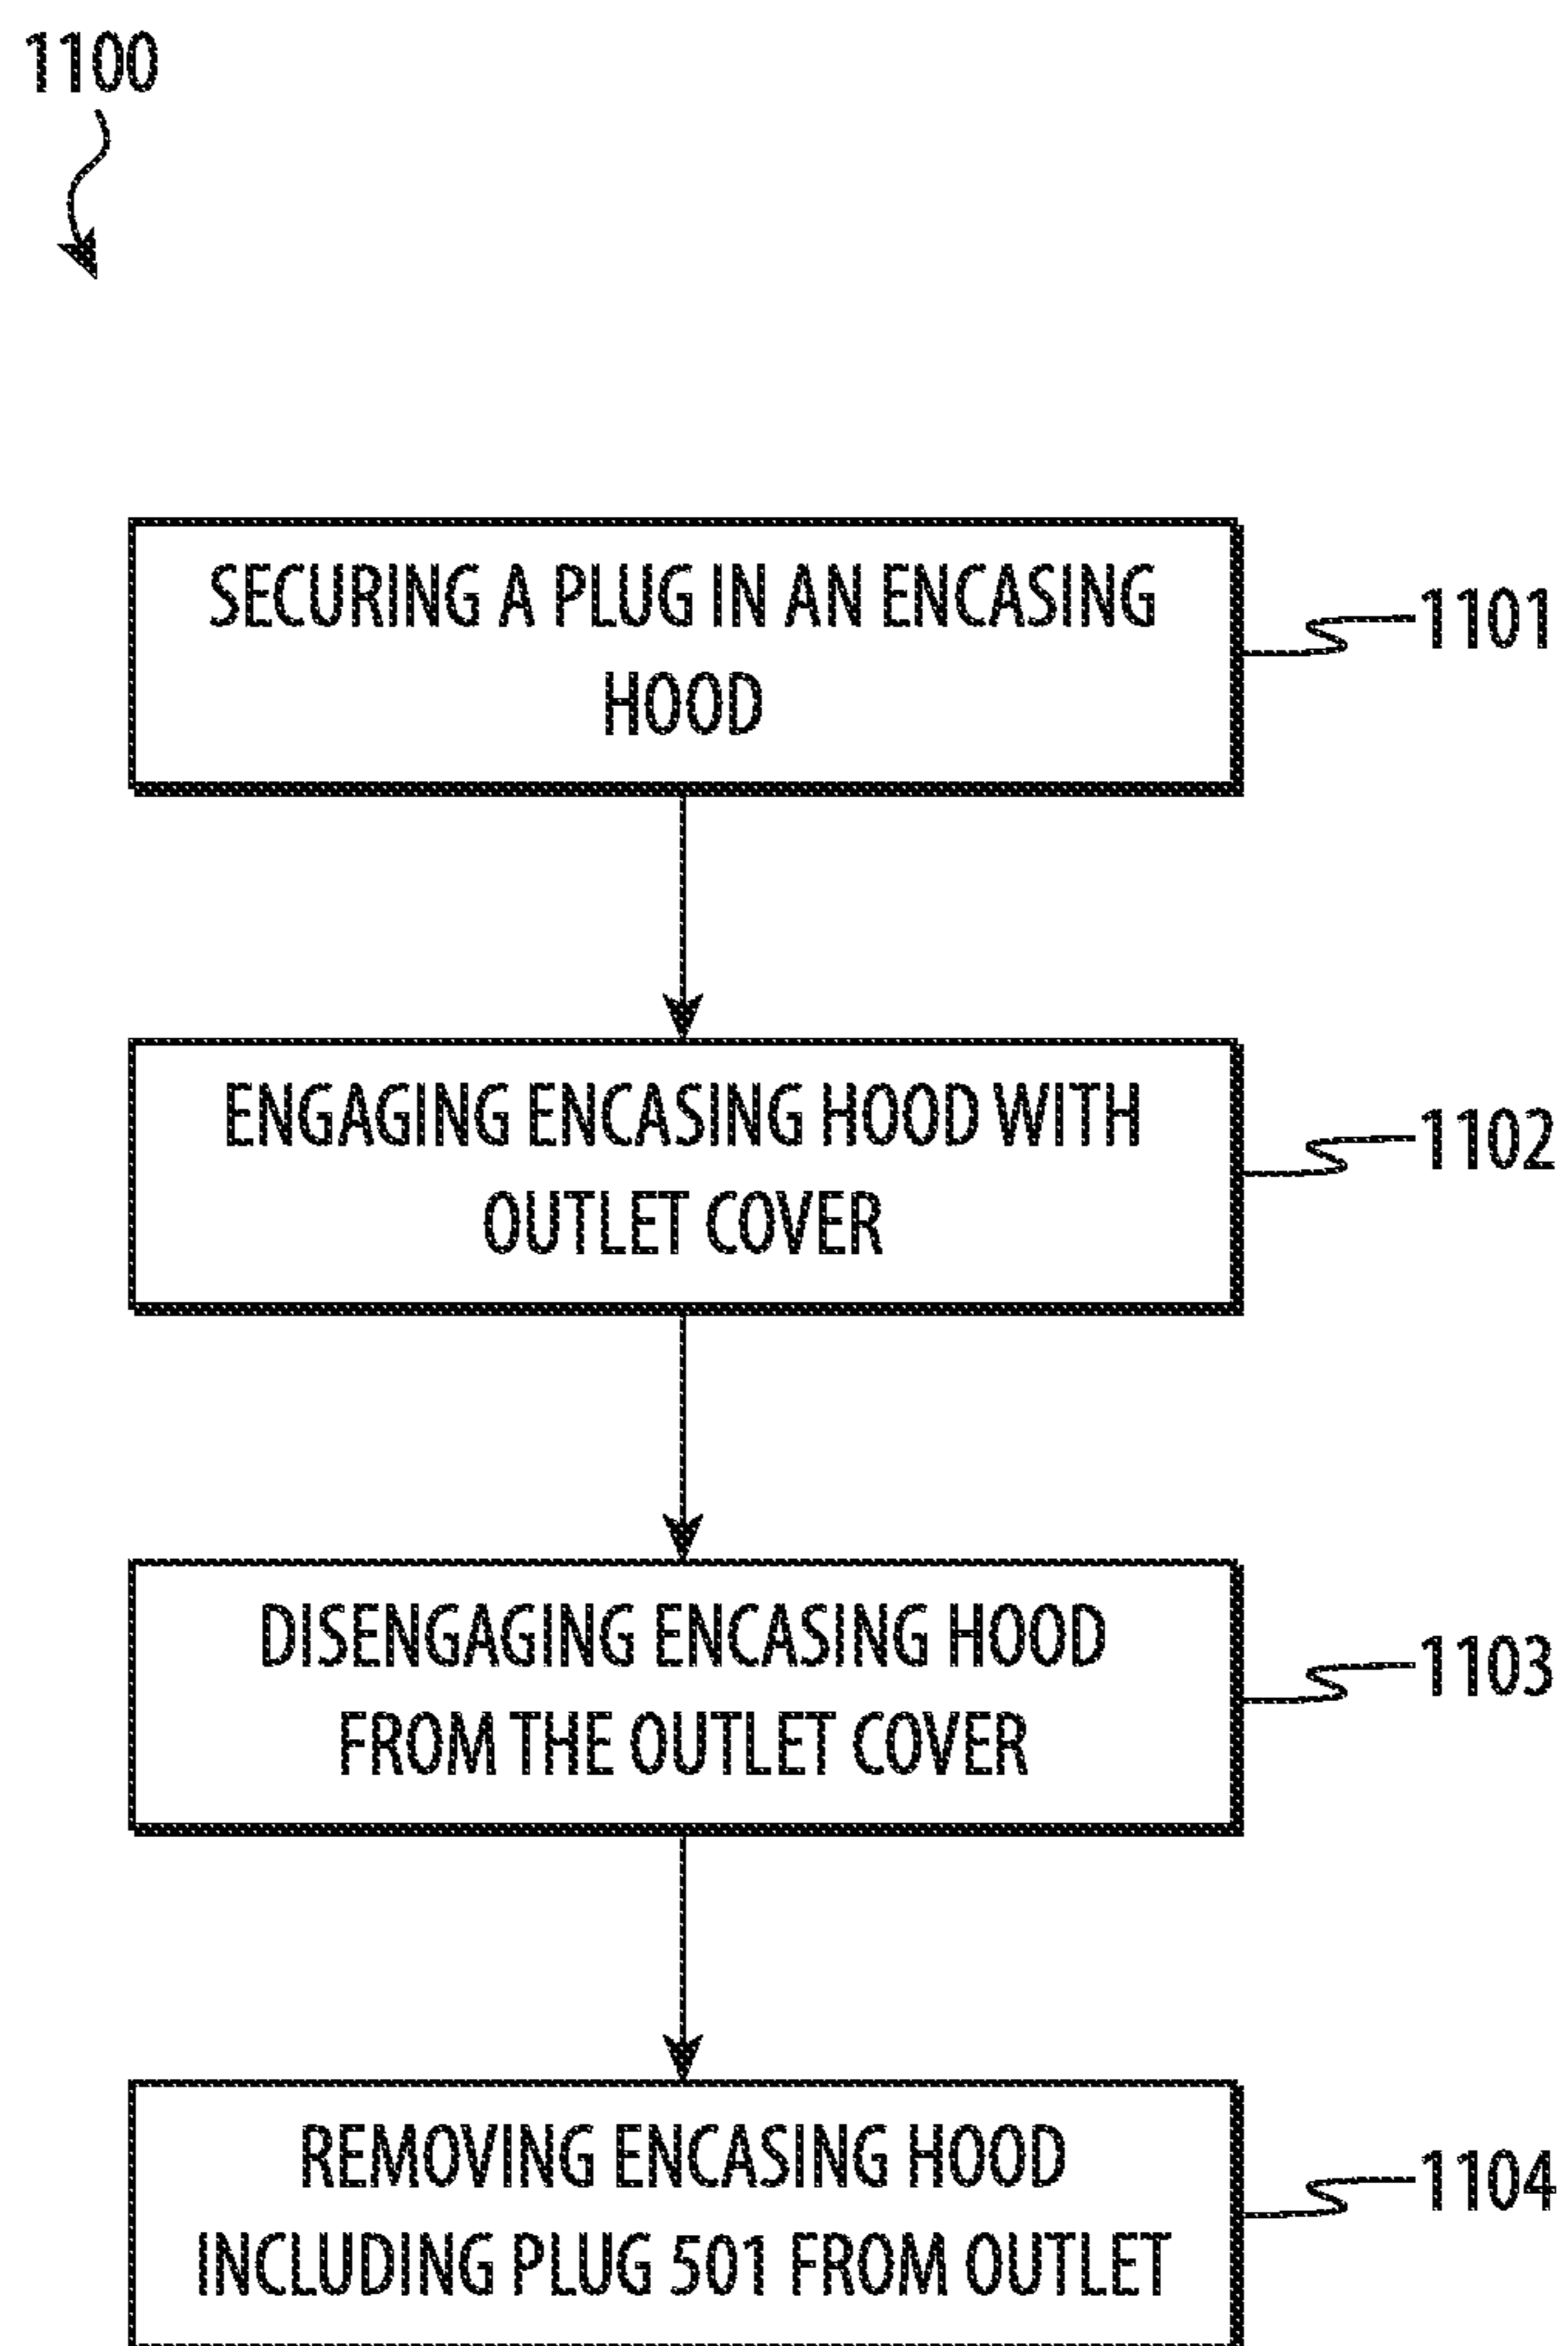 1100
SECURING A PLUG IN AN ENCASING
HOOD
1101
ENGAGING ENCASING HOOD WITH
OUTLET COVER
1102
DISENGAGING ENCASING HOOD
FROM THE OUTLET COVER
1103
REMOVING ENCASING HOOD
INCLUDING PLUG 501 FROM OUTLET
1104